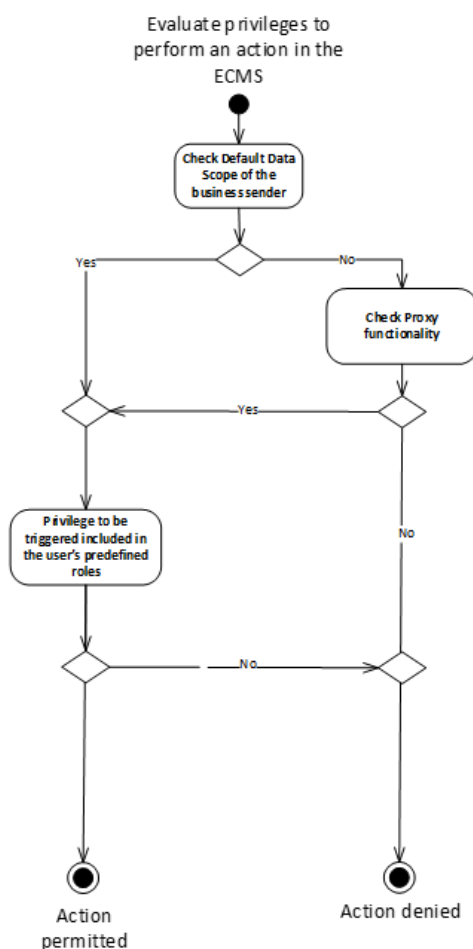 Evaluate privileges to
perform an action in the
ECMS
Check Default Data
Scope of the
business sender
Yes
No
Check Proxy
functionality
Yes
Privilege to be
triggered included in
the user's predefined
roles
No
No
Action
permitted
Action denied